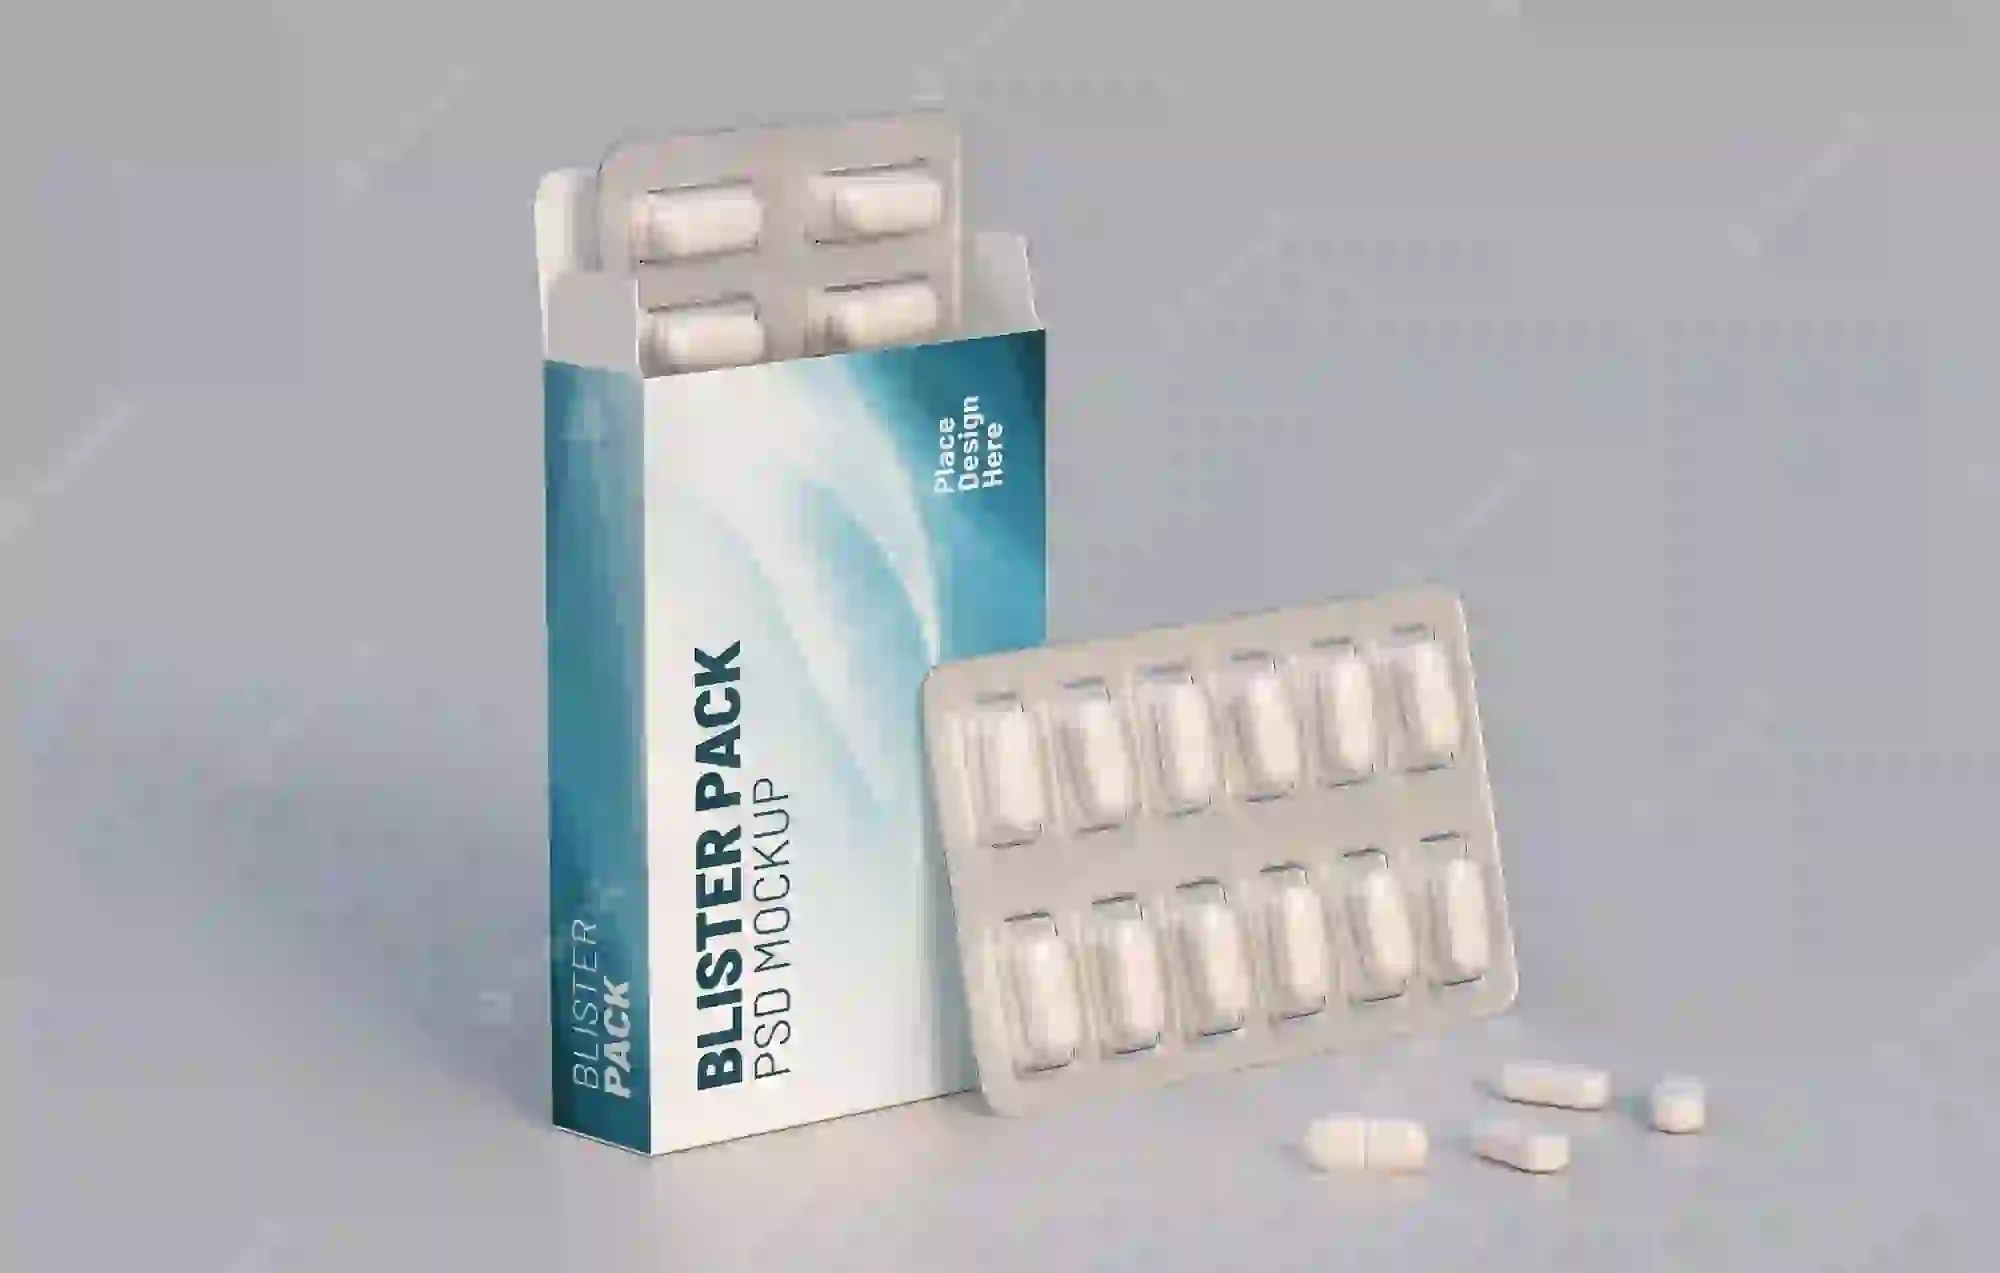 Place
Design
Here
BLISTER PACK
PSD MOCKUP
BLISTER
PACK